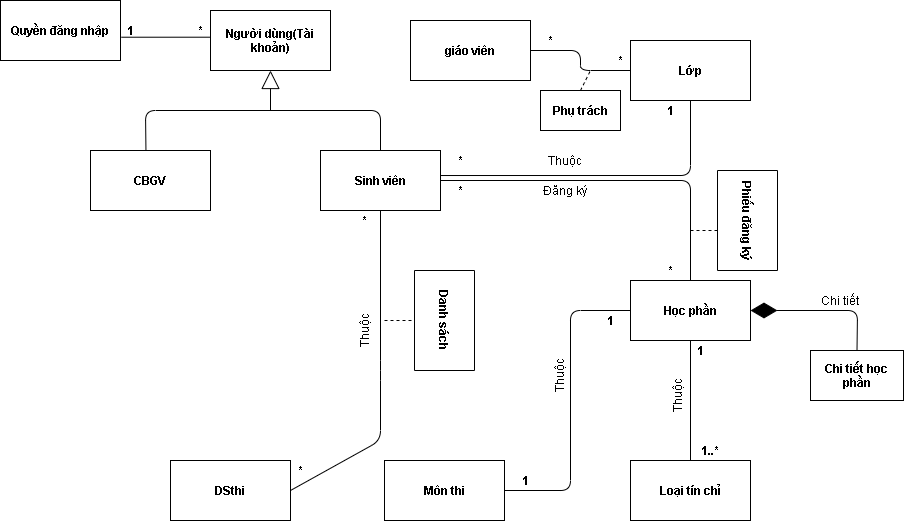 Quyền đăng nhập
1
*
Người dùng(Tài
khoản)
giáo viên
*
*
Lớp
Phụ trách
1
CBGV
Sinh viên
*
Thuộc
*
Đăng ký
Phiếu đăng ký
*
*
Thuộc
Danh sách
Học phần
Chi tiết
Chi tiết học
phần
1
1
Thuộc
Thuộc
1..*
*
DSthi
Môn thi
1
Loại tín chỉ